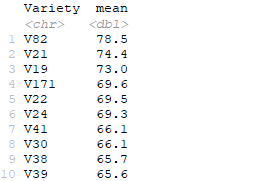 Variety mean
<chr> <dbl>
1 V82 78.5
2 V21 74.4
3 V19 73.0
4 V171 69.6
5 V22 69.5
6 V24 69.3
7 V41 66.1
8 V30 66.1
9 V38 65.7
10 V39 65.6